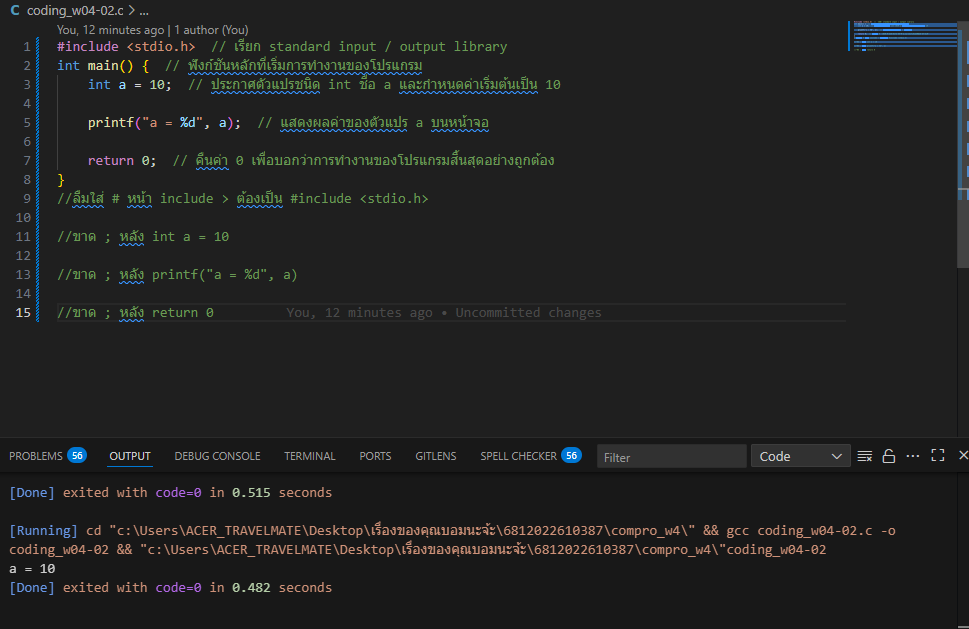 C coding_w04-02.c > ...
You, 12 minutes ago | 1 author (You)
1 #include <stdio.h>  // เรียก standard input / output library
2 int main() {  // ฟังก์ชันหลักที่เริ่มการทำงานของโปรแกรม
3     int a = 10;  // ประกาศตัวแปรชนิด int ชื่อ a และกำหนดค่าเริ่มต้นเป็น 10
4
5     printf("a = %d", a);  // แสดงผลค่าของตัวแปร a บนหน้าจอ
6
7     return 0;  // คืนค่า 0 เพื่อบอกว่าการทำงานของโปรแกรมสิ้นสุดอย่างถูกต้อง
8 }
9 //ลืมใส่ # หน้า include > ต้องเป็น #include <stdio.h>
10
11 //ขาด ; หลัง int a = 10
12
13 //ขาด ; หลัง printf("a = %d", a)
14
15 //ขาด ; หลัง return 0 You, 12 minutes ago • Uncommitted changes
PROBLEMS 56 OUTPUT DEBUG CONSOLE TERMINAL PORTS GITLENS SPELL CHECKER 56 Filter Code
[Done] exited with code=0 in 0.515 seconds
[Running] cd "c:\Users\ACER_TRAVELMATE\Desktop\เรื่องของคุณบอมนะจ้ะ\6812022610387\compro_w4\" && gcc coding_w04-02.c -o
coding_w04-02 && "c:\Users\ACER_TRAVELMATE\Desktop\เรื่องของคุณบอมนะจ้ะ\6812022610387\compro_w4\"coding_w04-02
a = 10
[Done] exited with code=0 in 0.482 seconds